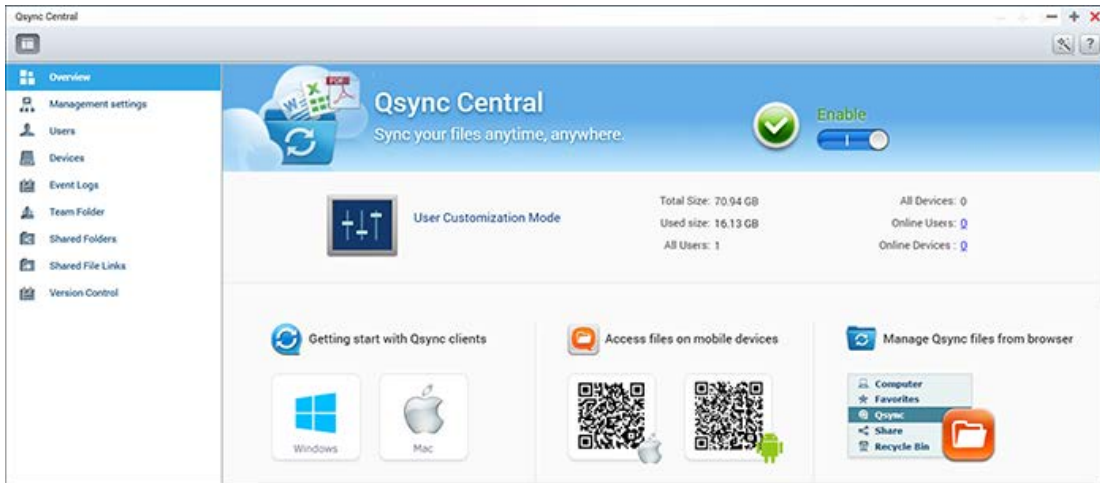 Qsync Central
?
Overview
Management settings
Users
Devices
Event Logs
Team Folder
Shared Folders
Shared File Links
Version Control
W
X
PDF
Qsync Central
Sync your files anytime, anywhere.
Enable
User Customization Mode
Total Size: 70.94 GB
Used size: 16.13 GB
All Users: 1
All Devices: 0
Online Users: 0
Online Devices : 0
Getting start with Qsync clients
Windows
Mac
Access files on mobile devices
Manage Qsync files from browser
Computer
Favorites
Qsync
Share
Recycle Bin